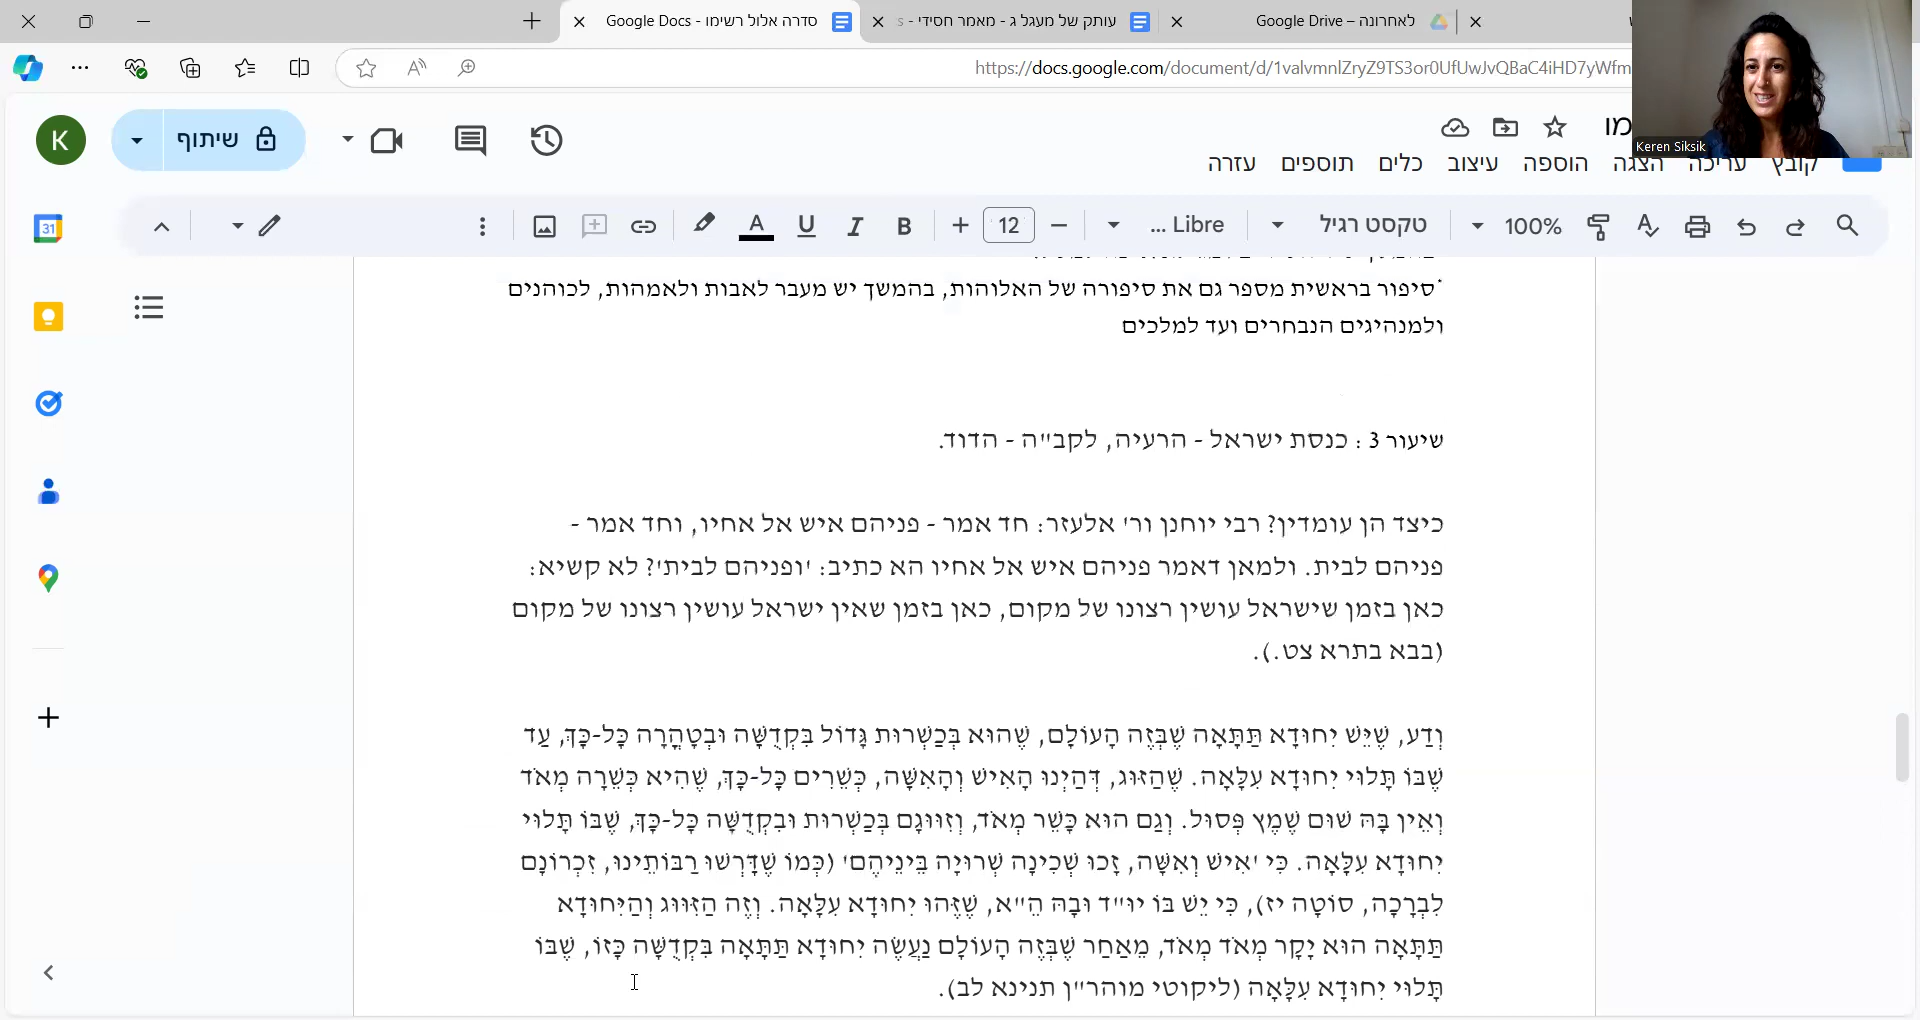 סדרה אלול רשימו - Google Docs
עותק של מעגל ג - מאמר חסידי - s
לאחרונה – Google Drive
https://docs.google.com/document/d/1valvmnlZryZ9TS3or0UfUwJvQBaC4iHD7yWfm
Keren Siksik
K
שיתוף
מו
קובץ עריכה הצגה הוספה עיצוב כלים תוספים עזרה
100% טקסט רגיל Libre ... 12 B I U A
31
*סיפור בראשית מספר גם את סיפורה של האלוהות, בהמשך יש מעבר לאבות ולאמהות, לכוהנים
ולמנהיגים הנבחרים ועד למלכים
שיעור 3 : כנסת ישראל - הרעיה, לקב"ה - הדוד.
כיצד הן עומדין? רבי יוחנן ור' אלעזר: חד אמר - פניהם איש אל אחיו, וחד אמר -
פניהם לבית. ולמאן דאמר פניהם איש אל אחיו הא כתיב: 'ופניהם לבית'? לא קשיא:
כאן בזמן שישראל עושין רצונו של מקום, כאן בזמן שאין ישראל עושין רצונו של מקום
(בבא בתרא צט.).
וְדַע, שֶׁיֵּשׁ יִחוּדָא תַּתָּאָה שֶׁבְּזֶה הָעוֹלָם, שֶׁהוּא בְּכַשְׁרוּת גָּדוֹל בִּקְדֻשָּׁה וּבְטָהֳרָה כָּל-כָּךְ, עַד
שֶׁבּוֹ תָּלוּי יִחוּדָא עִלָּאָה. שֶׁהַזִּוּוּג, דְּהַיְנוּ הָאִישׁ וְהָאִשָּׁה, כְּשֵׁרִים כָּל-כָּךְ, שֶׁהִיא כְּשֵׁרָה מְאֹד
וְאֵין בָּהּ שׁוּם שֶׁמֶץ פְּסוּל. וְגַם הוּא כָּשֵׁר מְאֹד, וְזִוּוּגָם בְּכַשְׁרוּת וּבִקְדֻשָּׁה כָּל-כָּךְ, שֶׁבּוֹ תָּלוּי
יִחוּדָא עִלָּאָה. כִּי 'אִישׁ וְאִשָּׁה, זָכוּ שְׁכִינָה שְׁרוּיָה בֵּינֵיהֶם' (כְּמוֹ שֶׁדָּרְשׁוּ רַבּוֹתֵינוּ, זִכְרוֹנָם
לִבְרָכָה, סוֹטָה יז), כִּי יֵשׁ בּוֹ יוּ"ד וּבָהּ הֵ"א, שֶׁזֶּהוּ יִחוּדָא עִלָּאָה. וְזֶה הַזִּוּוּג וְהַיִּחוּדָא
תַּתָּאָה הוּא יָקָר מְאֹד מְאֹד, מֵאַחַר שֶׁבְּזֶה הָעוֹלָם נַעֲשֶׂה יִחוּדָא תַּתָּאָה בִּקְדֻשָּׁה כָּזוֹ, שֶׁבּוֹ
תָּלוּי יִחוּדָא עִלָּאָה (ליקוטי מוהר"ן תנינא לב).